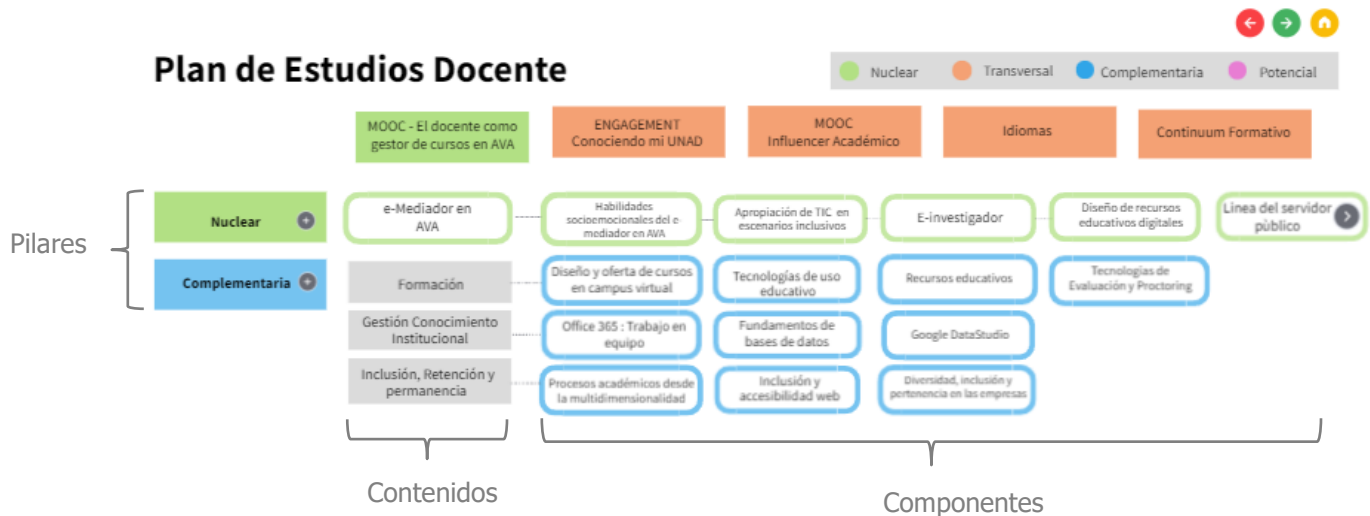 Plan de Estudios Docente
Nuclear
Transversal
Complementaria
Potencial
MOOC - El docente como
gestor de cursos en AVA
ENGAGEMENT
Conociendo mi UNAD
MOOC
Influencer Académico
Idiomas
Continuum Formativo
Pilares
Nuclear
e-Mediador en
AVA
Habilidades
socioemocionales del e-
mediador en AVA
Apropiación de TIC en
escenarios inclusivos
E-investigador
Diseño de recursos
educativos digitales
Linea del servidor
pùblico
Complementaria
Formación
Diseño y oferta de cursos
en campus virtual
Tecnologías de uso
educativo
Recursos educativos
Tecnologías de
Evaluación y Proctoring
Gestión Conocimiento
Institucional
Office 365 : Trabajo en
equipo
Fundamentos de
bases de datos
Google DataStudio
Inclusión, Retención y
permanencia
Procesos académicos desde
la multidimensionalidad
Inclusión y
accesibilidad web
Diversidad, inclusión y
pertenencia en las empresas
Contenidos
Componentes